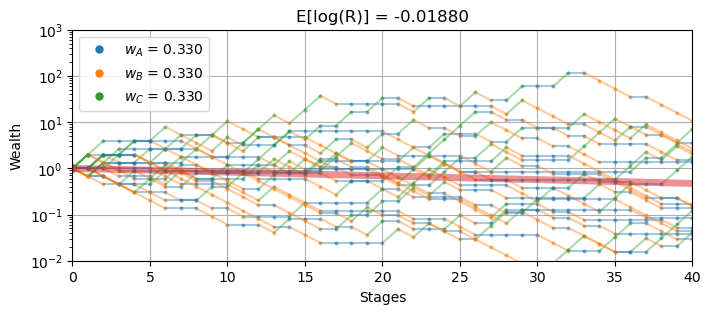 E[log(R)] = -0.01880
10³
10²
10¹
10⁰
10⁻¹
10⁻²
Wealth
w_A = 0.330
w_B = 0.330
w_C = 0.330
0 5 10 15 20 25 30 35 40
Stages